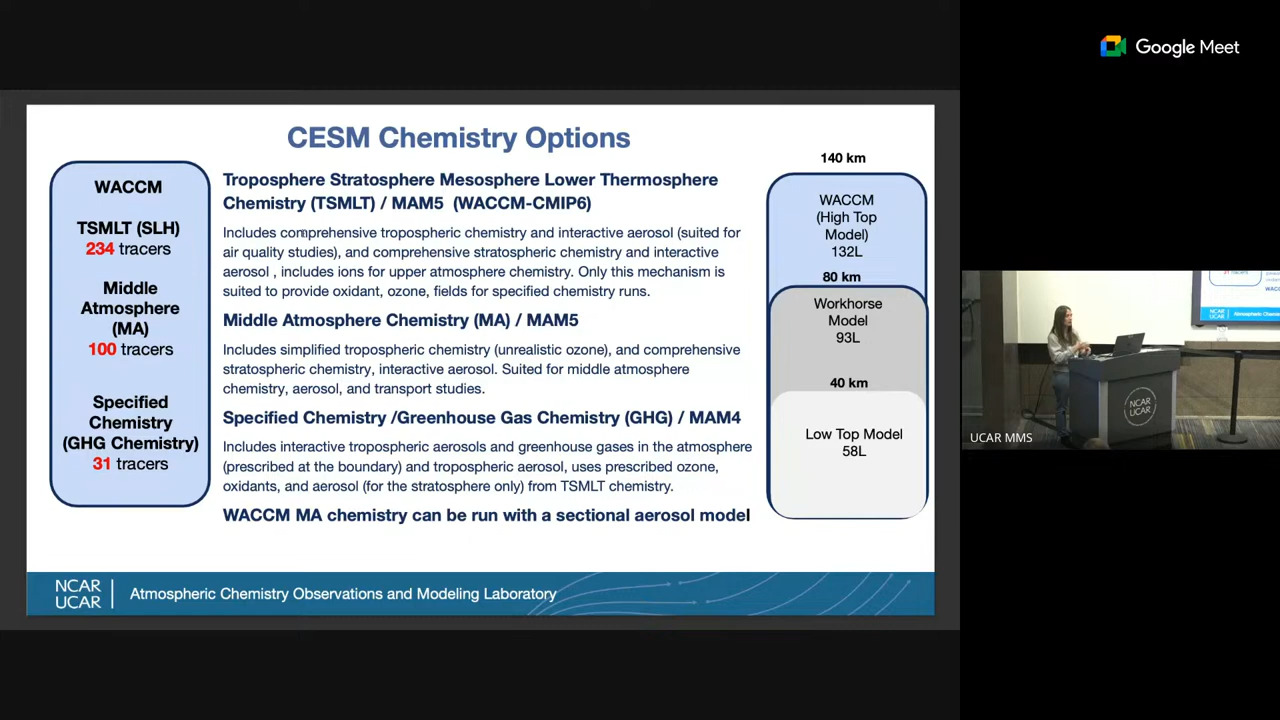 Google Meet
CESM Chemistry Options
WACCM
TSMLT (SLH)
234 tracers
Middle
Atmosphere
(MA)
100 tracers
Specified
Chemistry
(GHG Chemistry)
31 tracers
Troposphere Stratosphere Mesosphere Lower Thermosphere
Chemistry (TSMLT) / MAM5 (WACCM-CMIP6)
Includes comprehensive tropospheric chemistry and interactive aerosol (suited for
air quality studies), and comprehensive stratospheric chemistry and interactive
aerosol , includes ions for upper atmosphere chemistry. Only this mechanism is
suited to provide oxidant, ozone, fields for specified chemistry runs.
Middle Atmosphere Chemistry (MA) / MAM5
Includes simplified tropospheric chemistry (unrealistic ozone), and comprehensive
stratospheric chemistry, interactive aerosol. Suited for middle atmosphere
chemistry, aerosol, and transport studies.
Specified Chemistry /Greenhouse Gas Chemistry (GHG) / MAM4
Includes interactive tropospheric aerosols and greenhouse gases in the atmosphere
(prescribed at the boundary) and tropospheric aerosol, uses prescribed ozone,
oxidants, and aerosol (for the stratosphere only) from TSMLT chemistry.
WACCM MA chemistry can be run with a sectional aerosol model
140 km
WACCM
(High Top
Model)
132L
80 km
Workhorse
Model
93L
40 km
Low Top Model
58L
NCAR
UCAR
Atmospheric Chemistry Observations and Modeling Laboratory
NCAR
UCAR
UCAR MMS